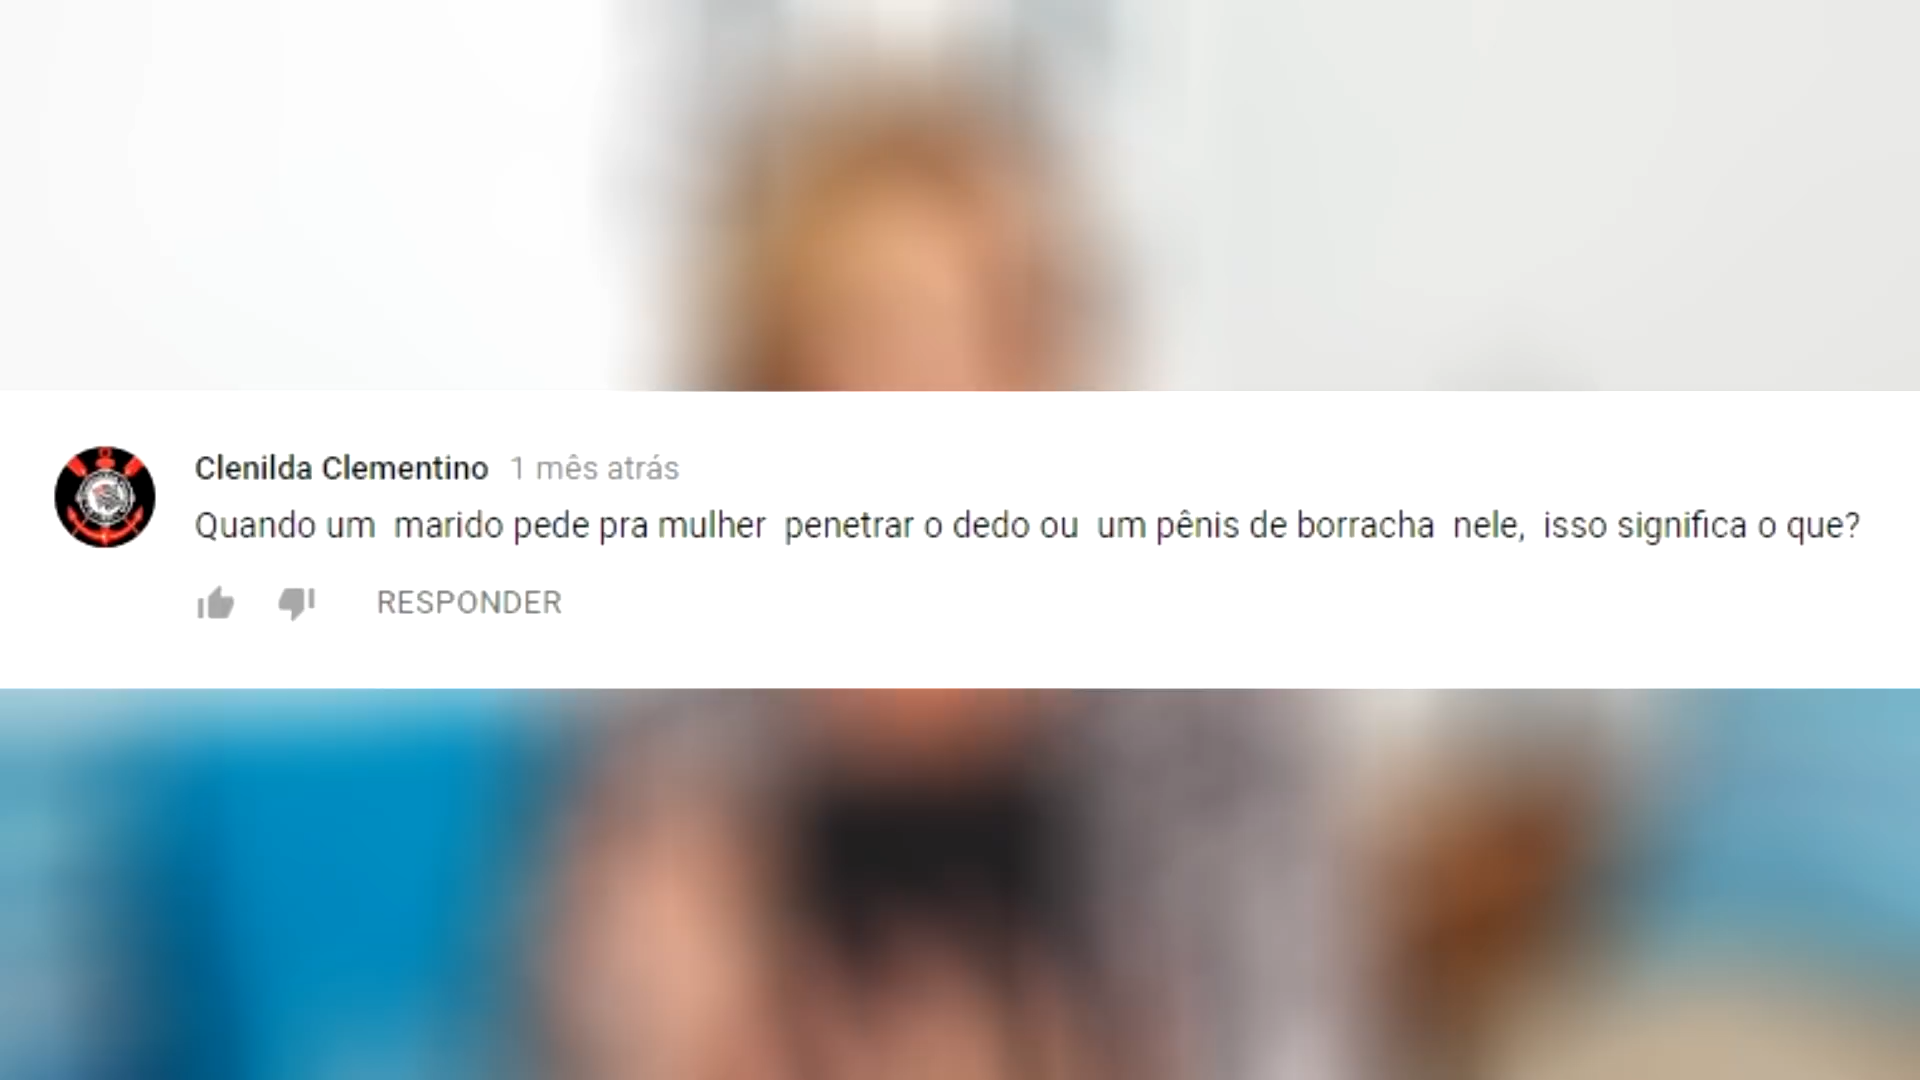 Clenilda Clementino 1 mês atrás
Quando um marido pede pra mulher penetrar o dedo ou um pênis de borracha nele, isso significa o que?
RESPONDER